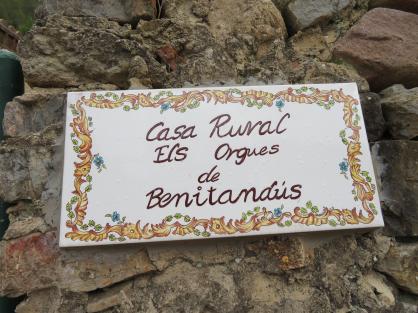 Casa Rural
Els Orgues
de
Benitandús